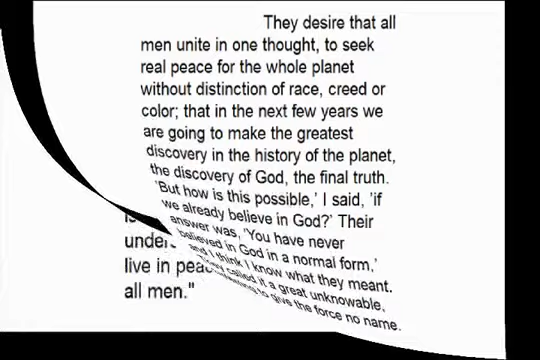 They desire that all
men unite in one thought, to seek
real peace for the whole planet
without distinction of race, creed or
color; that in the next few years we
are going to make the greatest
discovery in the history of the planet,
the discovery of God, the final truth.
'But how is this possible,' I said, 'if
we already believe in God?' Their
answer was, 'You have never
believed in God in a normal form,'
and I think I know what they meant.
called it a great unknowable,
to give the force no name.
under
live in peac
all men."